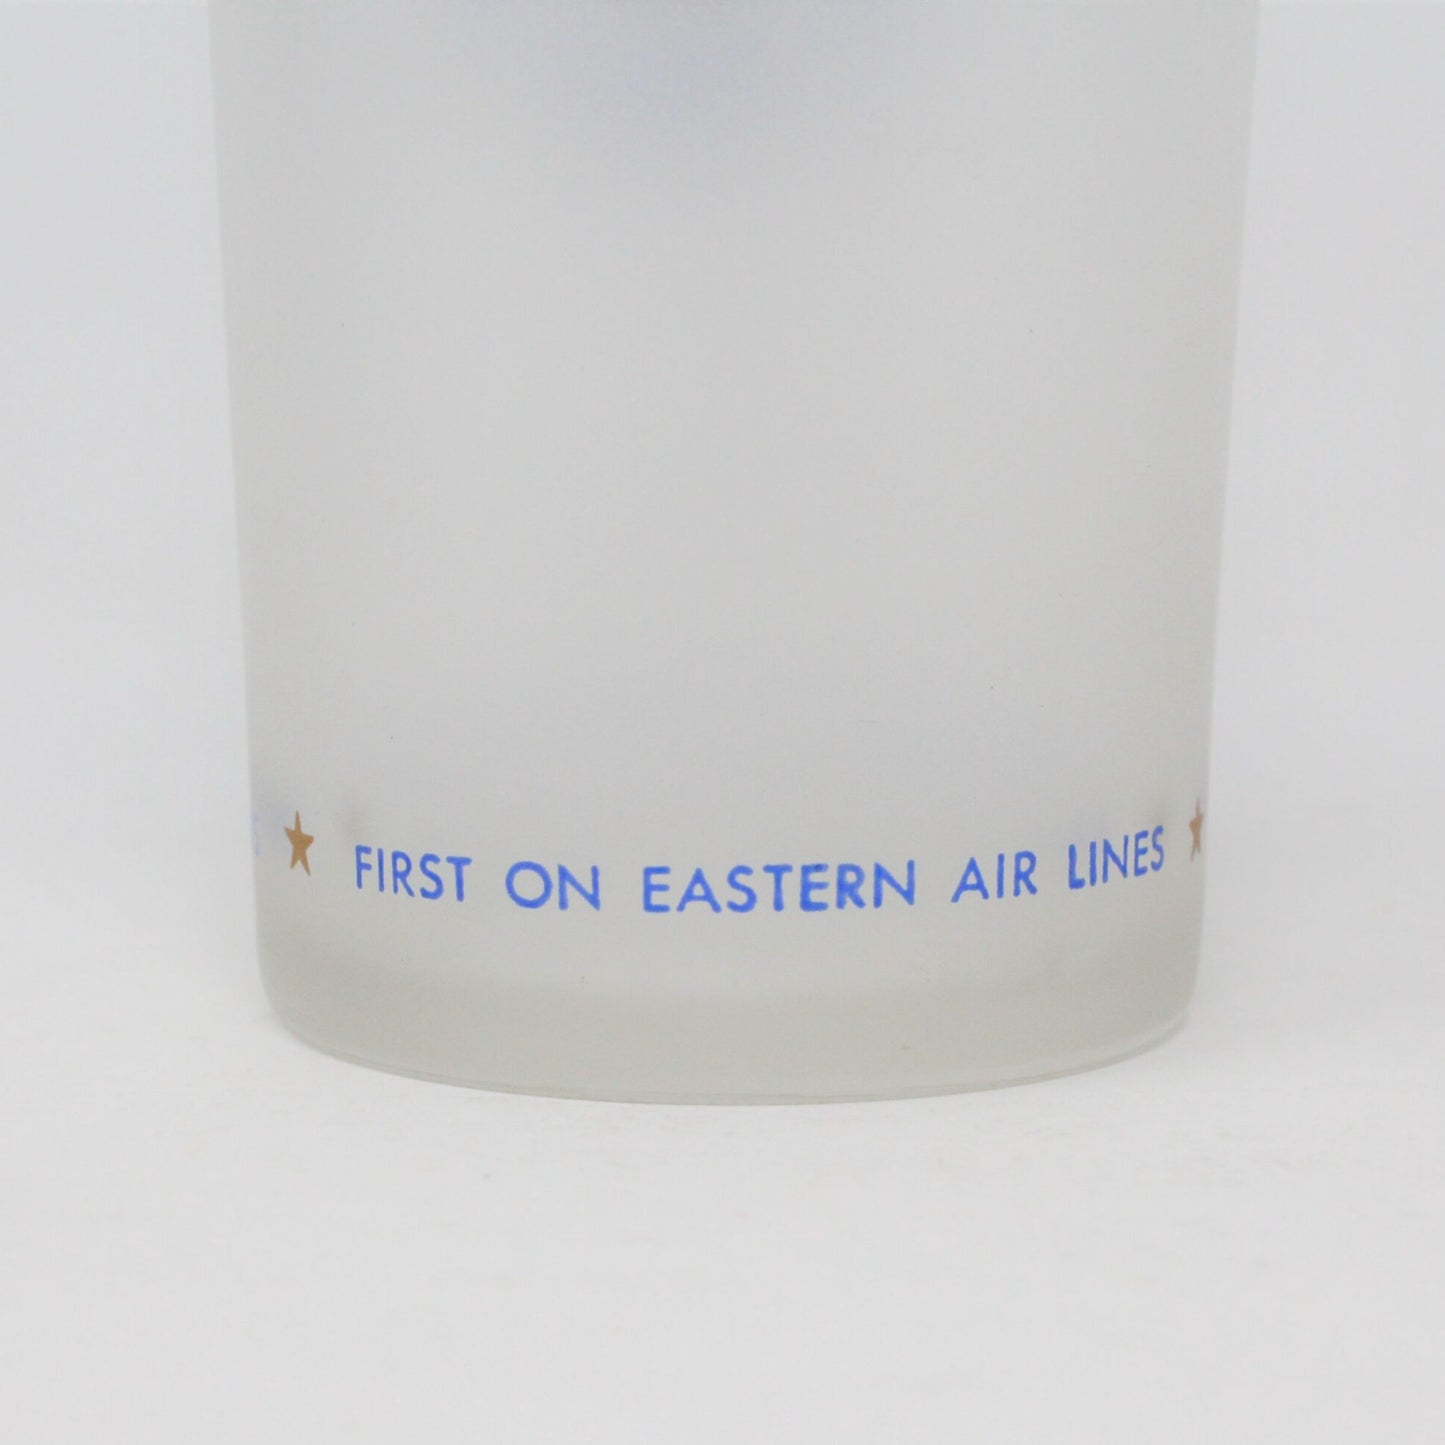 ★ FIRST ON EASTERN AIR LINES ★